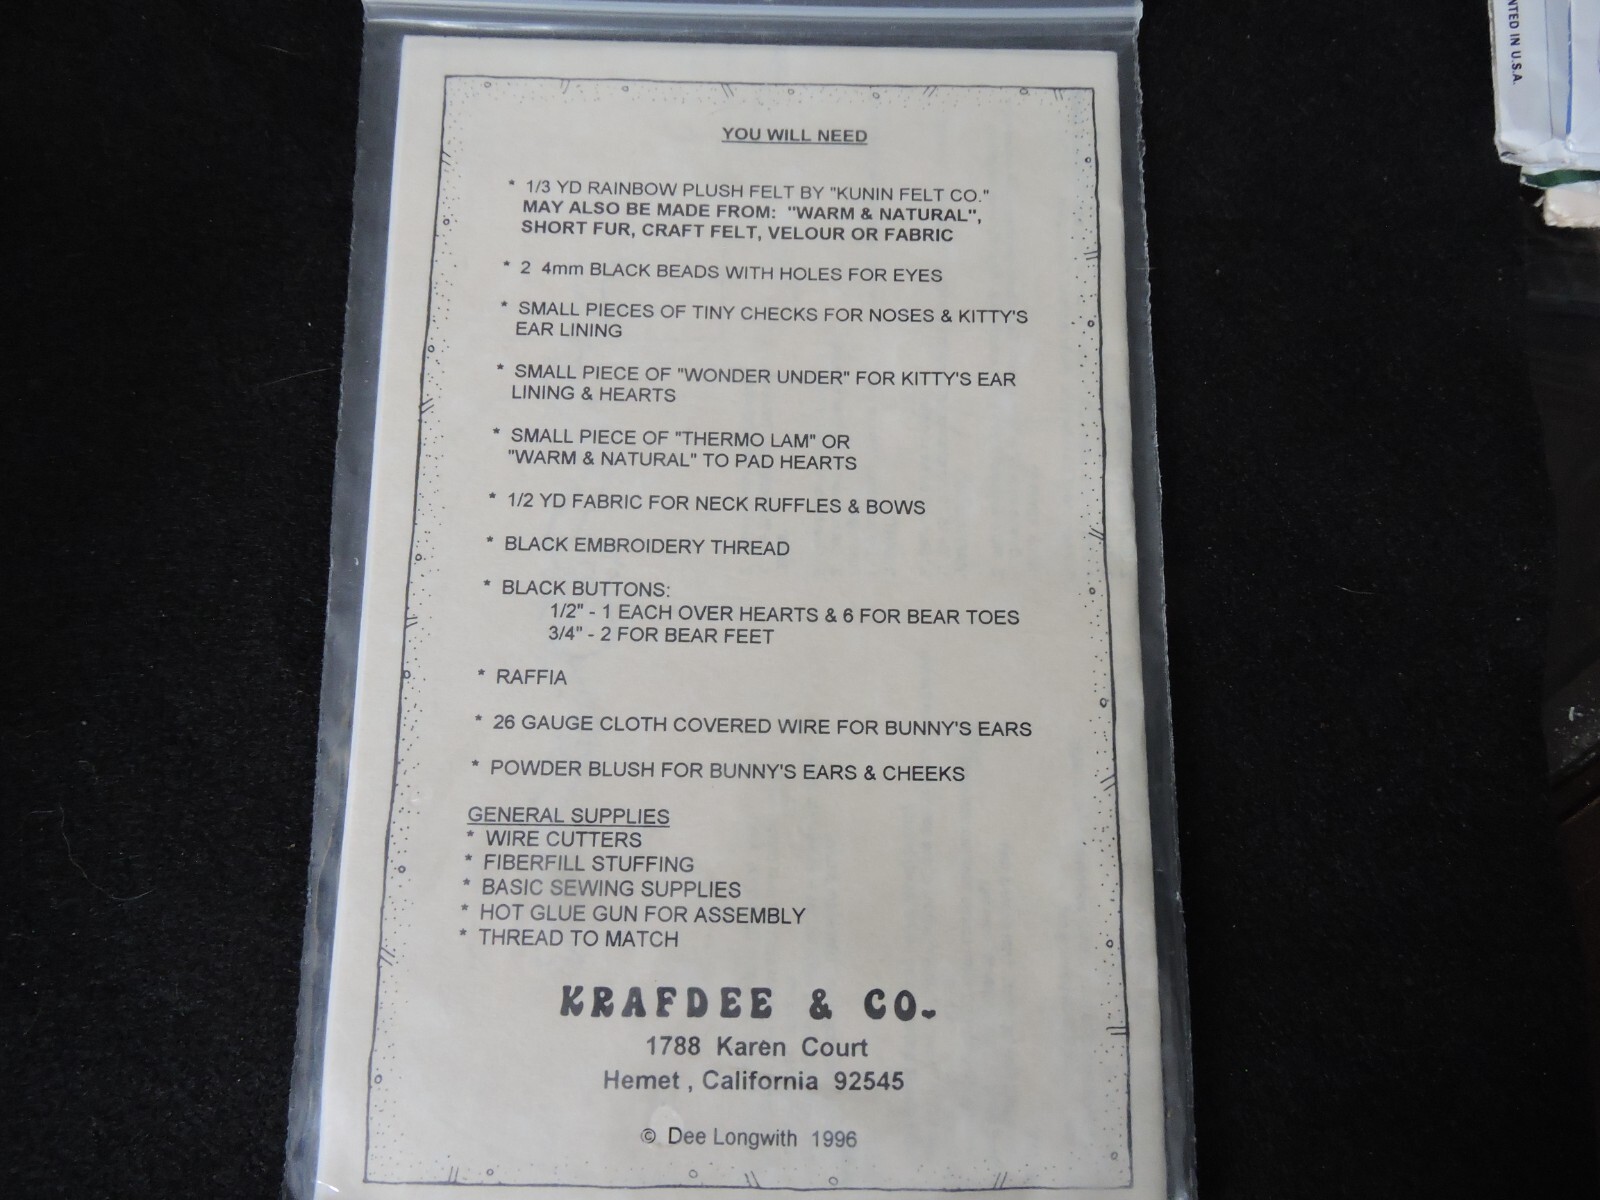 YOU WILL NEED
* 1/3 YD RAINBOW PLUSH FELT BY "KUNIN FELT CO."
MAY ALSO BE MADE FROM: "WARM & NATURAL",
SHORT FUR, CRAFT FELT, VELOUR OR FABRIC
* 2 4mm BLACK BEADS WITH HOLES FOR EYES
* SMALL PIECES OF TINY CHECKS FOR NOSES & KITTY'S
EAR LINING
* SMALL PIECE OF "WONDER UNDER" FOR KITTY'S EAR
LINING & HEARTS
* SMALL PIECE OF "THERMO LAM" OR
"WARM & NATURAL" TO PAD HEARTS
* 1/2 YD FABRIC FOR NECK RUFFLES & BOWS
* BLACK EMBROIDERY THREAD
* BLACK BUTTONS:
1/2" - 1 EACH OVER HEARTS & 6 FOR BEAR TOES
3/4" - 2 FOR BEAR FEET
* RAFFIA
* 26 GAUGE CLOTH COVERED WIRE FOR BUNNY'S EARS
* POWDER BLUSH FOR BUNNY'S EARS & CHEEKS
GENERAL SUPPLIES
* WIRE CUTTERS
* FIBERFILL STUFFING
* BASIC SEWING SUPPLIES
* HOT GLUE GUN FOR ASSEMBLY
* THREAD TO MATCH
KRAFDEE & CO.
1788 Karen Court
Hemet , California 92545
© Dee Longwith 1996
NTED IN U.S.A.